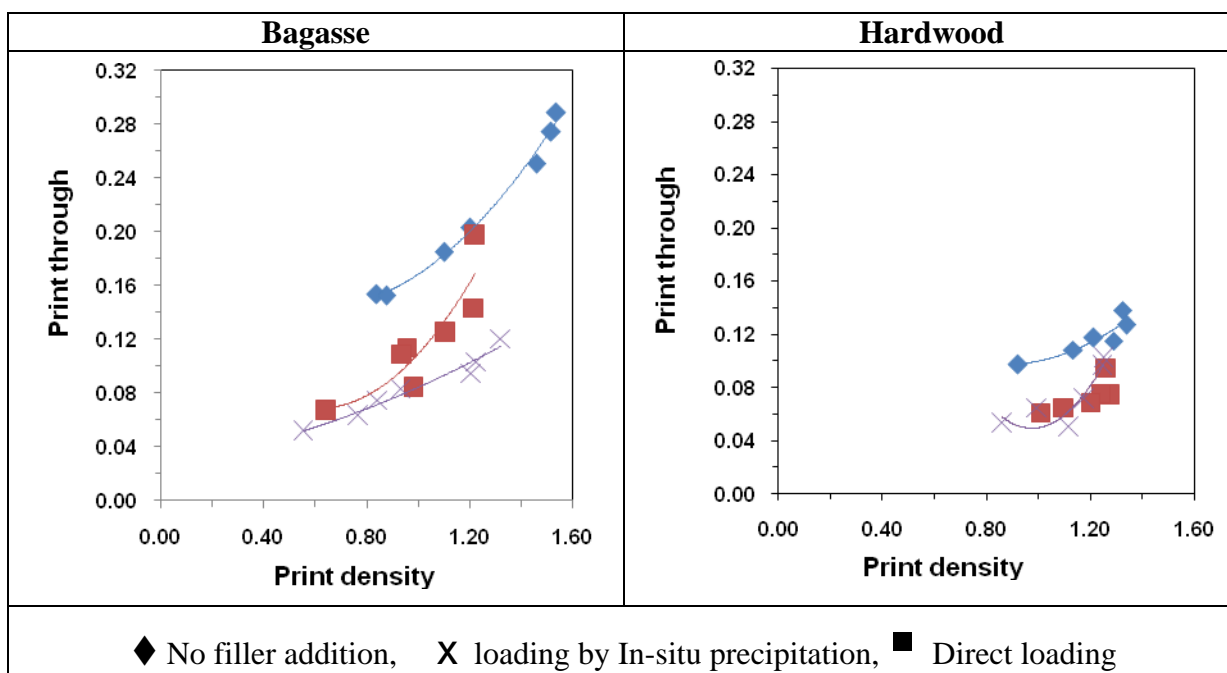 Bagasse
Hardwood
0.32
0.28
0.24
0.20
0.16
0.12
0.08
0.04
0.00
Print through
0.00 0.40 0.80 1.20 1.60
Print density
0.32
0.28
0.24
0.20
0.16
0.12
0.08
0.04
0.00
Print through
0.00 0.40 0.80 1.20 1.60
Print density
No filler addition, X loading by In-situ precipitation, Direct loading